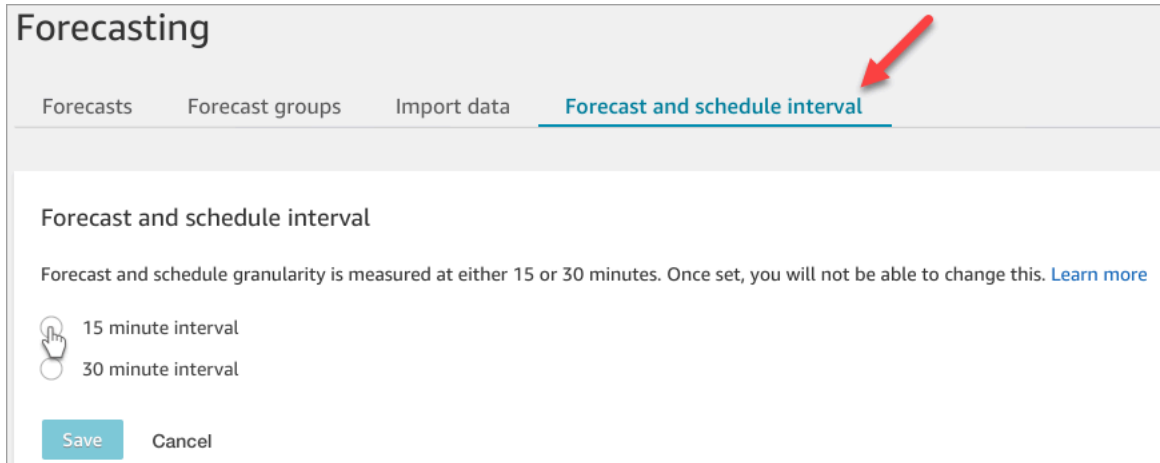 Forecasting
Forecasts Forecast groups Import data Forecast and schedule interval
Forecast and schedule interval
Forecast and schedule granularity is measured at either 15 or 30 minutes. Once set, you will not be able to change this. Learn more
15 minute interval
30 minute interval
Save Cancel